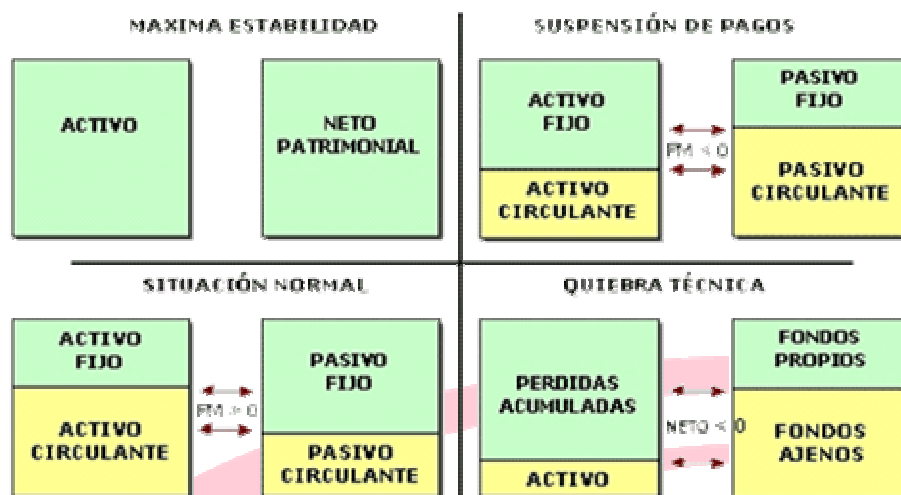 MAXIMA ESTABILIDAD
ACTIVO
NETO
PATRIMONIAL
SUSPENSIÓN DE PAGOS
ACTIVO
FIJO
ACTIVO
CIRCULANTE
FM < 0
PASIVO
FIJO
PASIVO
CIRCULANTE
SITUACIÓN NORMAL
ACTIVO
FIJO
ACTIVO
CIRCULANTE
FM > 0
PASIVO
FIJO
PASIVO
CIRCULANTE
QUIEBRA TÉCNICA
PERDIDAS
ACUMULADAS
ACTIVO
NETO < 0
FONDOS
PROPIOS
FONDOS
AJENOS